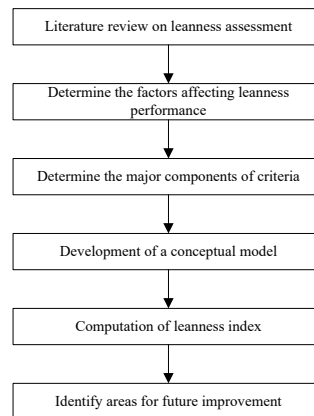 Literature review on leanness assessment
Determine the factors affecting leanness
performance
Determine the major components of criteria
Development of a conceptual model
Computation of leanness index
Identify areas for future improvement